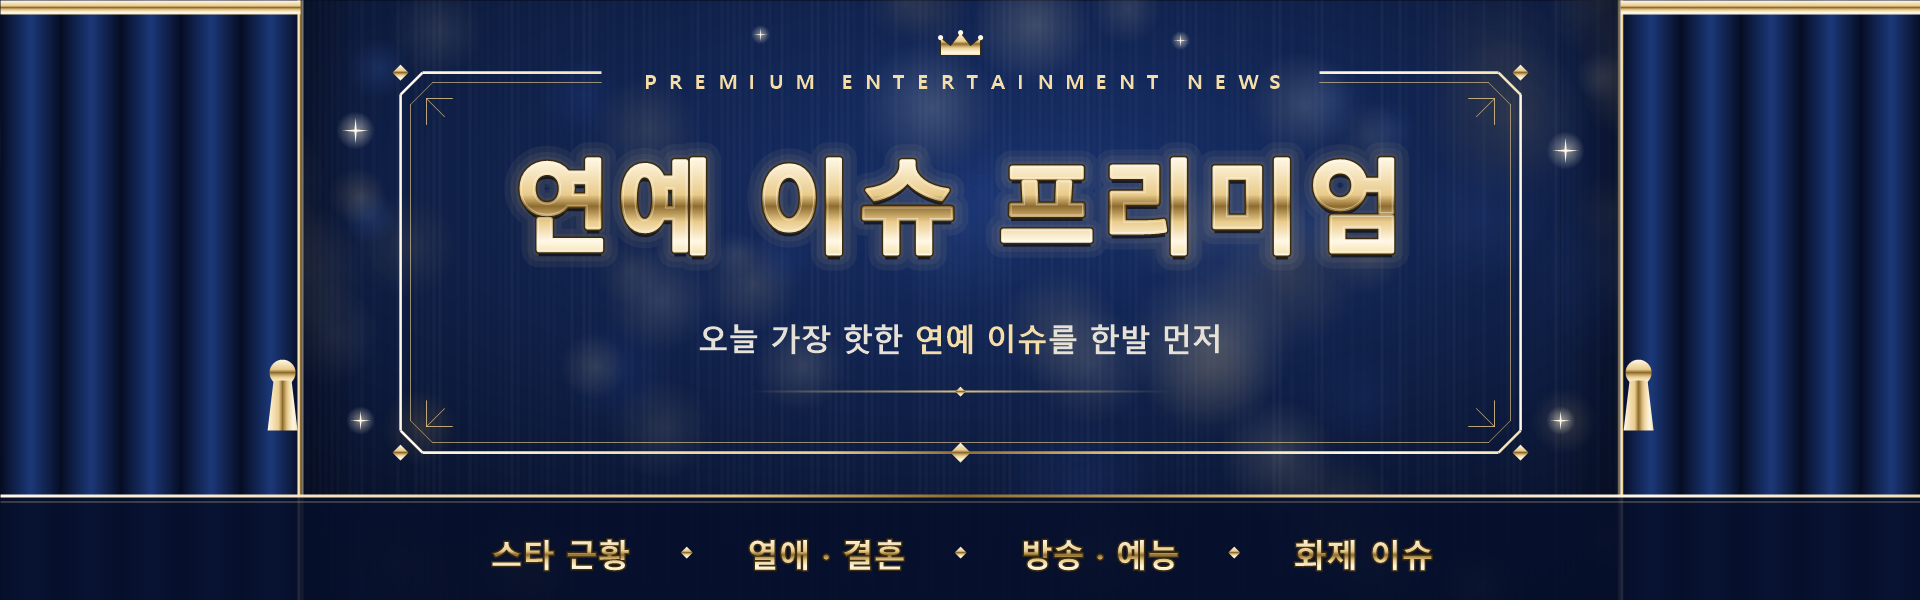 PREMIUM ENTERTAINMENT NEWS
연예 이슈 프리미엄
오늘 가장 핫한 연예 이슈를 한발 먼저
스타 근황 ◆ 열애 · 결혼 ◆ 방송 · 예능 ◆ 화제 이슈